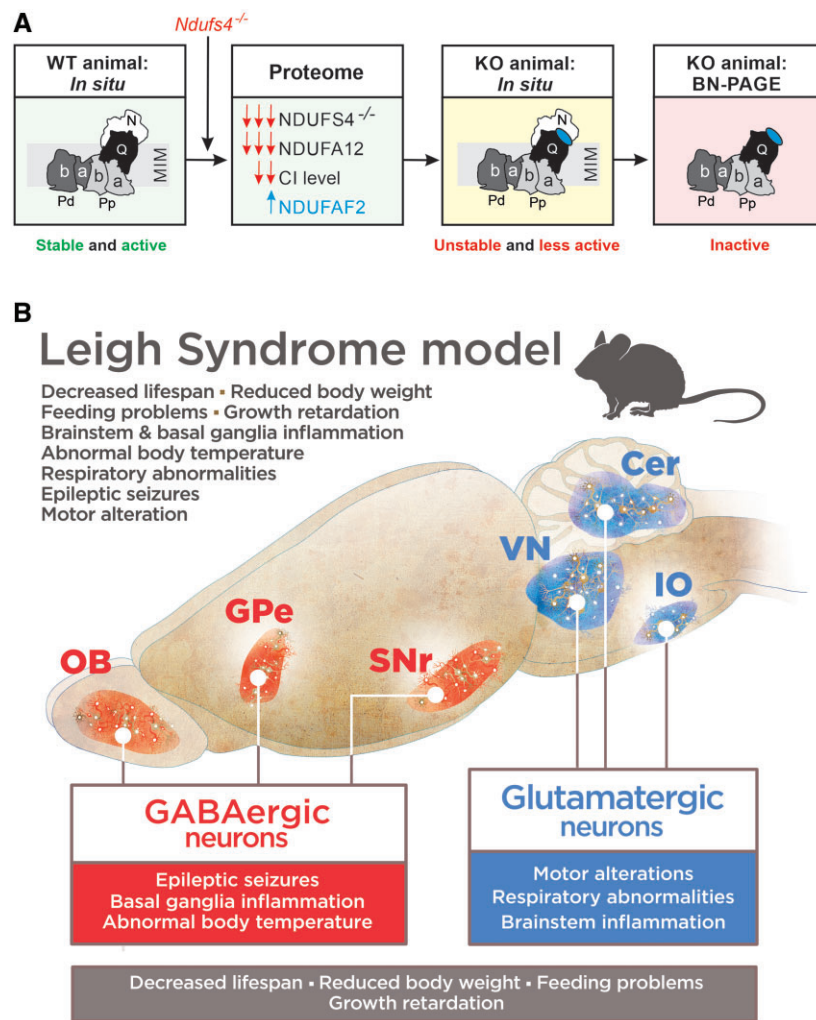 A
Ndufs4-/-
WT animal:
In situ
N
Q
b a b a
Pd Pp
MIM
Stable and active
Proteome
↓↓↓NDUFS4-/-
↓↓↓NDUFA12
↓↓CI level
↑NDUFAF2
KO animal:
In situ
N
Q
b a b a
Pd Pp
MIM
Unstable and less active
KO animal:
BN-PAGE
Q
b a b a
Pd Pp
Inactive
B
Leigh Syndrome model
Decreased lifespan ▪ Reduced body weight
Feeding problems ▪ Growth retardation
Brainstem & basal ganglia inflammation
Abnormal body temperature
Respiratory abnormalities
Epileptic seizures
Motor alteration
Cer
VN
IO
GPe
OB
SNr
GABAergic
neurons
Epileptic seizures
Basal ganglia inflammation
Abnormal body temperature
Glutamatergic
neurons
Motor alterations
Respiratory abnormalities
Brainstem inflammation
Decreased lifespan ▪ Reduced body weight ▪ Feeding problems
Growth retardation